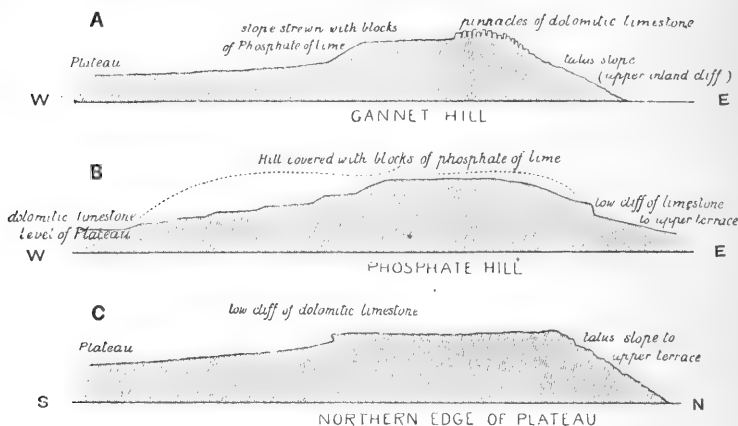 A
slope strewn with blocks
of Phosphate of lime
pinnacles of dolomitic limestone
Plateau
talus slope
(upper inland cliff)
W
E
GANNET HILL
B
Hill covered with blocks of phosphate of lime
dolomitic limestone
Level of Plateau
low cliff of limestone
to upper terrace
W
E
PHOSPHATE HILL
C
low cliff of dolomitic limestone
Plateau
talus slope to
upper terrace
S
N
NORTHERN EDGE OF PLATEAU